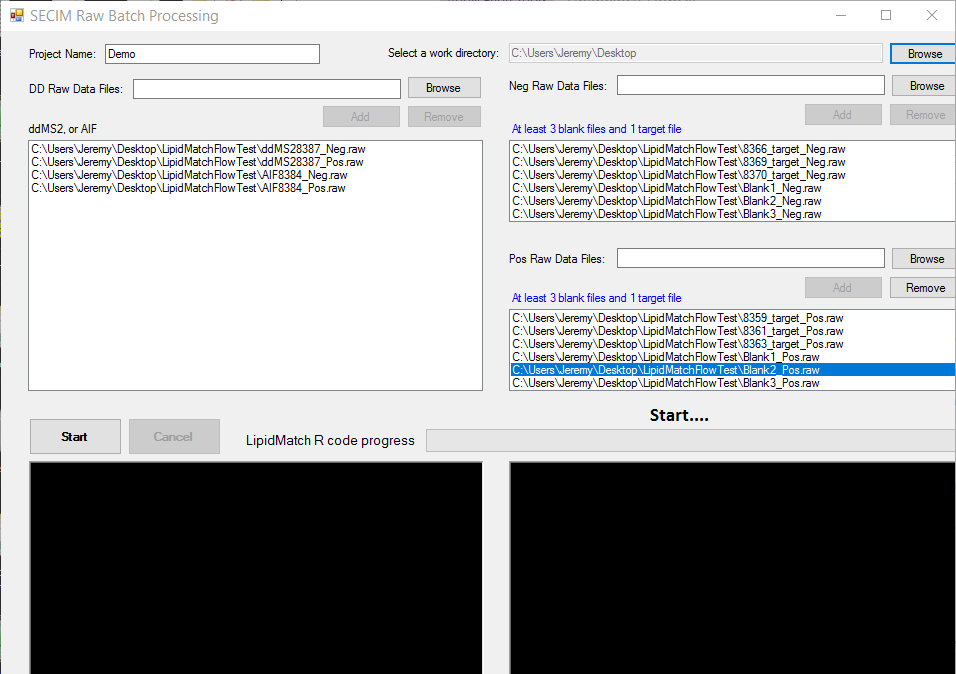 SECIM Raw Batch Processing
Project Name: Demo
Select a work directory: C:\Users\Jeremy\Desktop Browse
DD Raw Data Files: Browse
Add Remove
ddMS2, or AIF
C:\Users\Jeremy\Desktop\LipidMatchFlowTest\ddMS28387_Neg.raw
C:\Users\Jeremy\Desktop\LipidMatchFlowTest\ddMS28387_Pos.raw
C:\Users\Jeremy\Desktop\LipidMatchFlowTest\AIF8384_Neg.raw
C:\Users\Jeremy\Desktop\LipidMatchFlowTest\AIF8384_Pos.raw
Neg Raw Data Files: Browse
Add Remove
At least 3 blank files and 1 target file
C:\Users\Jeremy\Desktop\LipidMatchFlowTest\8366_target_Neg.raw
C:\Users\Jeremy\Desktop\LipidMatchFlowTest\8369_target_Neg.raw
C:\Users\Jeremy\Desktop\LipidMatchFlowTest\8370_target_Neg.raw
C:\Users\Jeremy\Desktop\LipidMatchFlowTest\Blank1_Neg.raw
C:\Users\Jeremy\Desktop\LipidMatchFlowTest\Blank2_Neg.raw
C:\Users\Jeremy\Desktop\LipidMatchFlowTest\Blank3_Neg.raw
Pos Raw Data Files: Browse
Add Remove
At least 3 blank files and 1 target file
C:\Users\Jeremy\Desktop\LipidMatchFlowTest\8359_target_Pos.raw
C:\Users\Jeremy\Desktop\LipidMatchFlowTest\8361_target_Pos.raw
C:\Users\Jeremy\Desktop\LipidMatchFlowTest\8363_target_Pos.raw
C:\Users\Jeremy\Desktop\LipidMatchFlowTest\Blank1_Pos.raw
C:\Users\Jeremy\Desktop\LipidMatchFlowTest\Blank2_Pos.raw
C:\Users\Jeremy\Desktop\LipidMatchFlowTest\Blank3_Pos.raw
Start....
Start Cancel LipidMatch R code progress